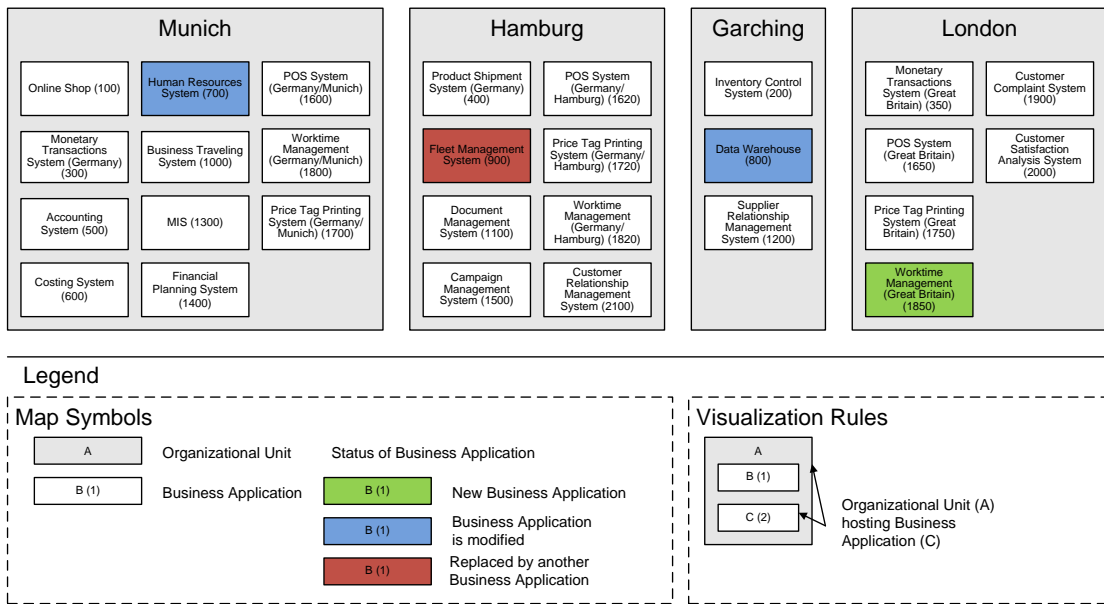 Munich
Online Shop (100)
Human Resources
System (700)
POS System
(Germany/Munich)
(1600)
Monetary
Transactions
System (Germany)
(300)
Business Traveling
System (1000)
Worktime
Management
(Germany/Munich)
(1800)
Accounting
System (500)
MIS (1300)
Price Tag Printing
System (Germany/
Munich) (1700)
Costing System
(600)
Financial
Planning System
(1400)
Hamburg
Product Shipment
System (Germany)
(400)
POS System
(Germany/
Hamburg) (1620)
Fleet Management
System (900)
Price Tag Printing
System (Germany/
Hamburg) (1720)
Document
Management
System (1100)
Worktime
Management
(Germany/
Hamburg) (1820)
Campaign
Management
System (1500)
Customer
Relationship
Management
System (2100)
Garching
Inventory Control
System (200)
Data Warehouse
(800)
Supplier
Relationship
Management
System (1200)
London
Monetary
Transactions
System (Great
Britain) (350)
Customer
Complaint System
(1900)
POS System
(Great Britain)
(1650)
Customer
Satisfaction
Analysis System
(2000)
Price Tag Printing
System (Great
Britain) (1750)
Worktime
Management
(Great Britain)
(1850)
Legend
Map Symbols
A
Organizational Unit
B (1)
Business Application
Status of Business Application
B (1)
New Business Application
B (1)
Business Application
is modified
B (1)
Replaced by another
Business Application
Visualization Rules
A
B (1)
C (2)
Organizational Unit (A)
hosting Business
Application (C)